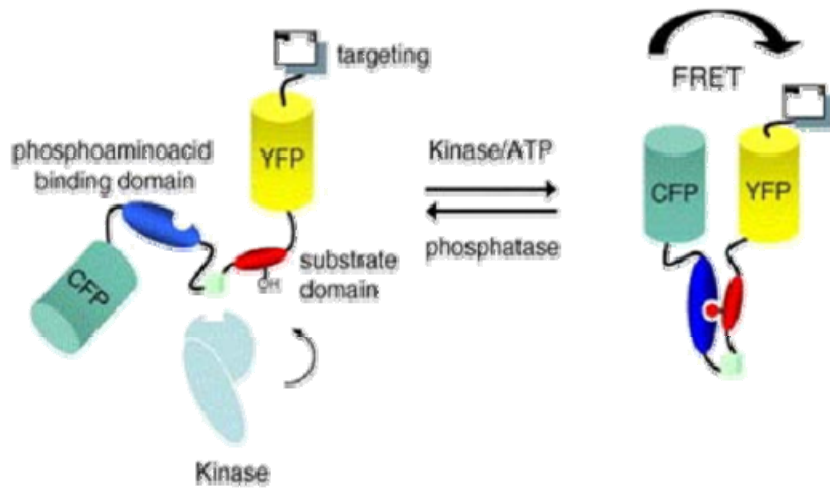 targeting
YFP
phosphoaminoacid
binding domain
CFP
substrate
domain
OH
Kinase
Kinase/ATP
phosphatase
FRET
CFP
YFP